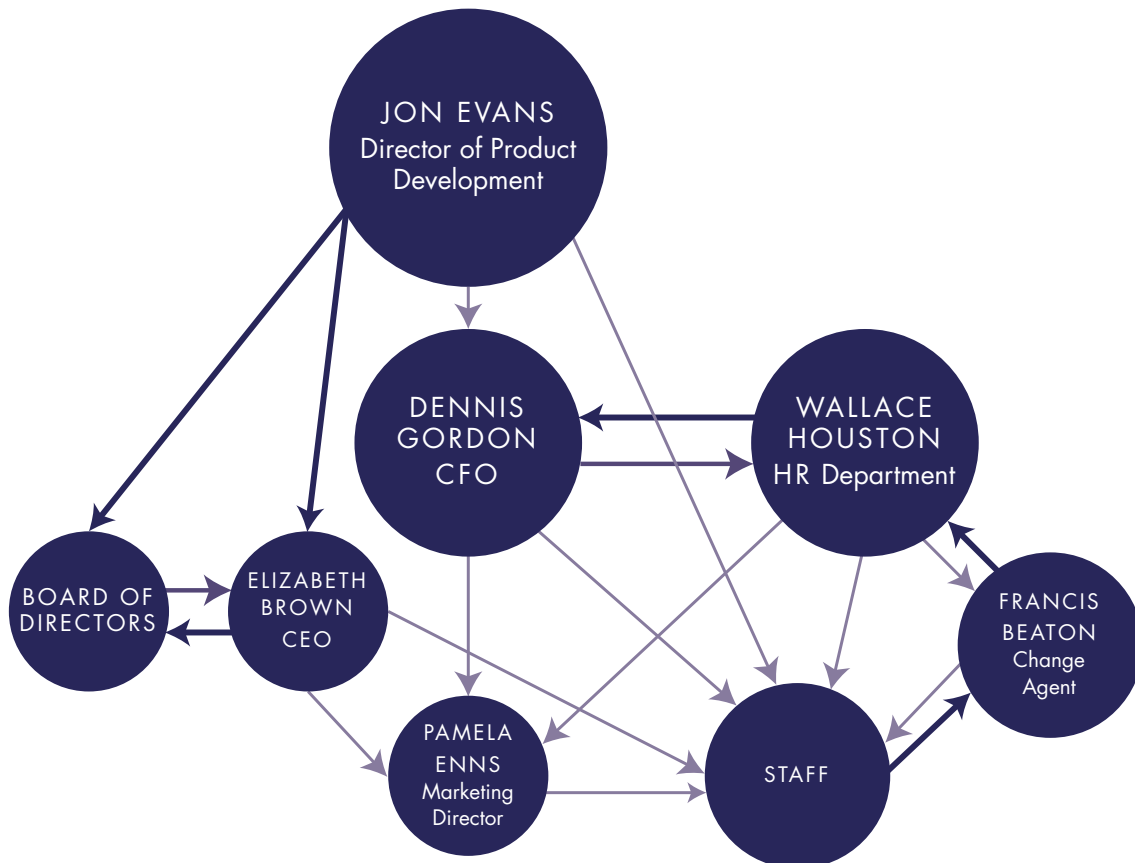 JON EVANS
Director of Product
Development
DENNIS
GORDON
CFO
WALLACE
HOUSTON
HR Department
BOARD OF
DIRECTORS
ELIZABETH
BROWN
CEO
FRANCIS
BEATON
Change
Agent
PAMELA
ENNS
Marketing
Director
STAFF